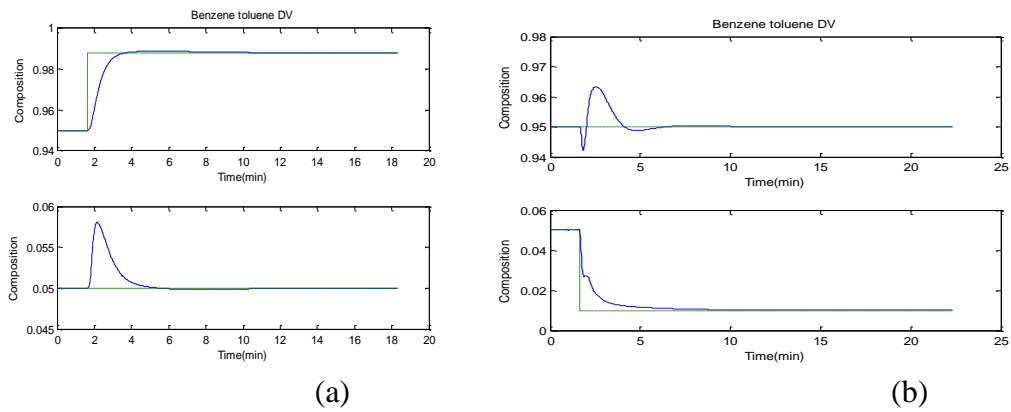 Benzene toluene DV
1
0.98
0.96
0.94
Composition
0 2 4 6 8 10 12 14 16 18 20
Time(min)
0.06
0.055
0.05
0.045
Composition
0 2 4 6 8 10 12 14 16 18 20
Time(min)
(a)
Benzene toluene DV
0.98
0.97
0.96
0.95
0.94
Composition
0 5 10 15 20 25
Time(min)
0.06
0.04
0.02
0
Composition
0 5 10 15 20 25
Time(min)
(b)